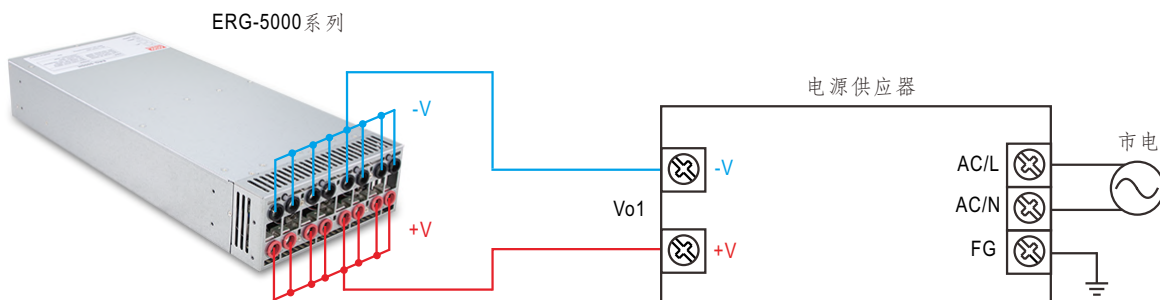 ERG-5000系列
-V
+V
电源供应器
-V
Vo1
+V
AC/L
AC/N
FG
市电